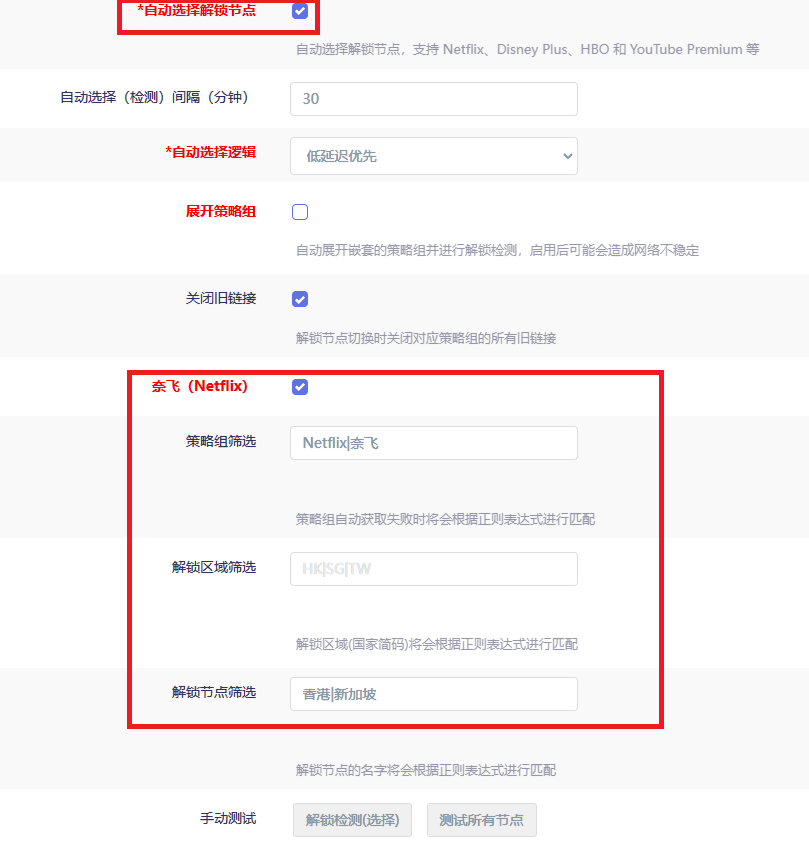 *自动选择解锁节点
自动选择解锁节点，支持 Netflix、Disney Plus、HBO 和 YouTube Premium 等
自动选择（检测）间隔（分钟）
30
*自动选择逻辑
低延迟优先
展开策略组
自动展开嵌套的策略组并进行解锁检测，启用后可能会造成网络不稳定
关闭旧链接
解锁节点切换时关闭对应策略组的所有旧链接
奈飞（Netflix）
策略组筛选
Netflix|奈飞
策略组自动获取失败时将会根据正则表达式进行匹配
解锁区域筛选
HK|SG|TW
解锁区域(国家简码)将会根据正则表达式进行匹配
解锁节点筛选
香港|新加坡
解锁节点的名字将会根据正则表达式进行匹配
手动测试
解锁检测(选择)
测试所有节点